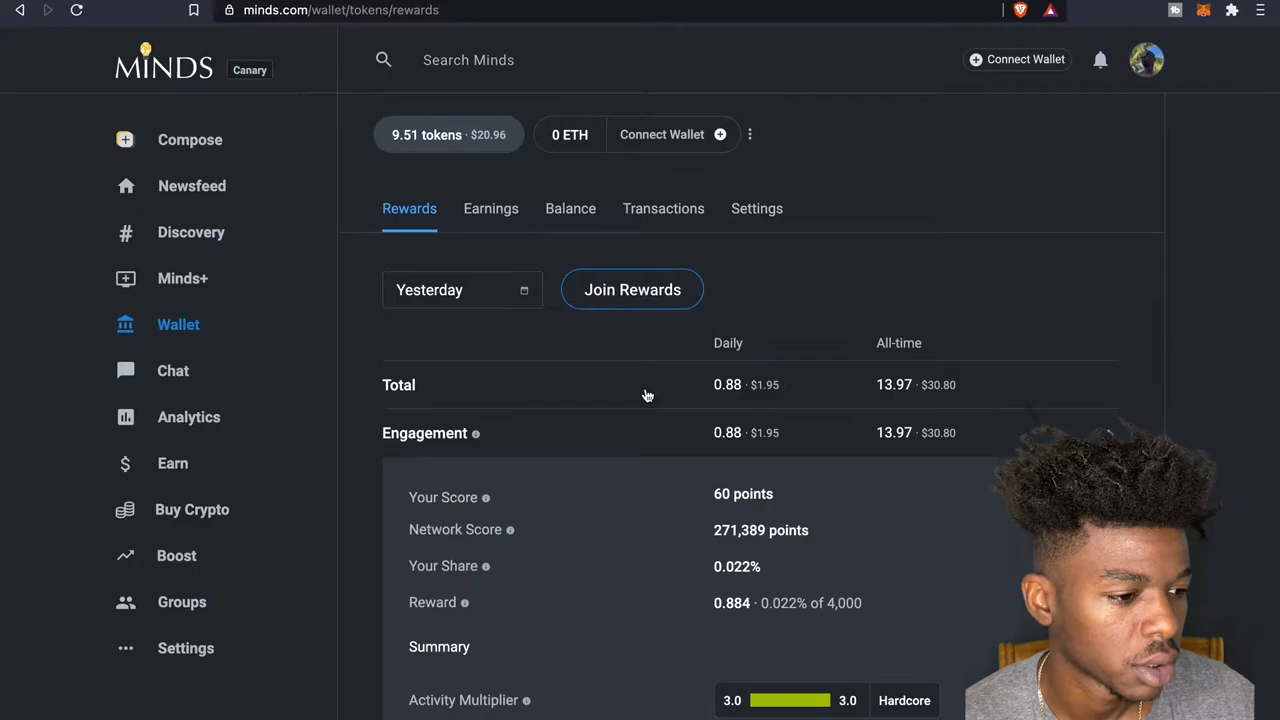 minds.com/wallet/tokens/rewards
MINDS
Canary
Search Minds
Connect Wallet
Compose
Newsfeed
Discovery
Minds+
Wallet
Chat
Analytics
Earn
Buy Crypto
Boost
Groups
Settings
9.51 tokens · $20.96
0 ETH
Connect Wallet
Rewards Earnings Balance Transactions Settings
Yesterday
Join Rewards
Daily All-time
Total 0.88 · $1.95 13.97 · $30.80
Engagement 0.88 · $1.95 13.97 · $30.80
Your Score 60 points
Network Score 271,389 points
Your Share 0.022%
Reward 0.884 · 0.022% of 4,000
Summary
Activity Multiplier 3.0 3.0 Hardcore